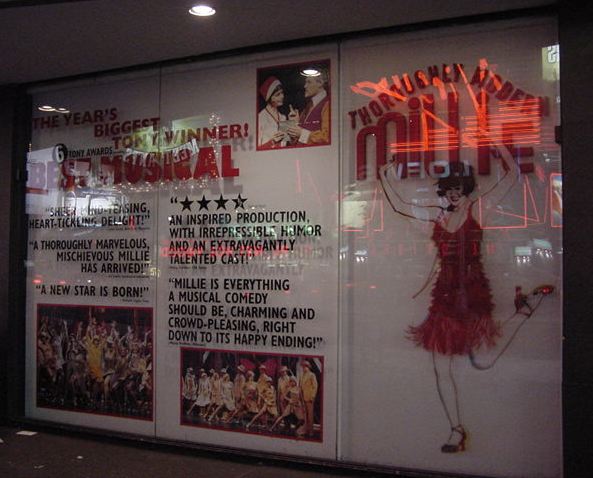 THE YEAR'S
BIGGEST
TONY WINNER!
6 TONY AWARDS
BEST MUSICAL
"SHEER MIND-TEASING,
HEART-TICKLING DELIGHT!"
"A THOROUGHLY MARVELOUS,
MISCHIEVOUS MILLIE
HAS ARRIVED!"
"A NEW STAR IS BORN!"
"★★★★
AN INSPIRED PRODUCTION,
WITH IRREPRESSIBLE HUMOR
AND AN EXTRAVAGANTLY
TALENTED CAST!"
"MILLIE IS EVERYTHING
A MUSICAL COMEDY
SHOULD BE, CHARMING AND
CROWD-PLEASING, RIGHT
DOWN TO ITS HAPPY ENDING!"
THOROUGHLY MODERN
Millie